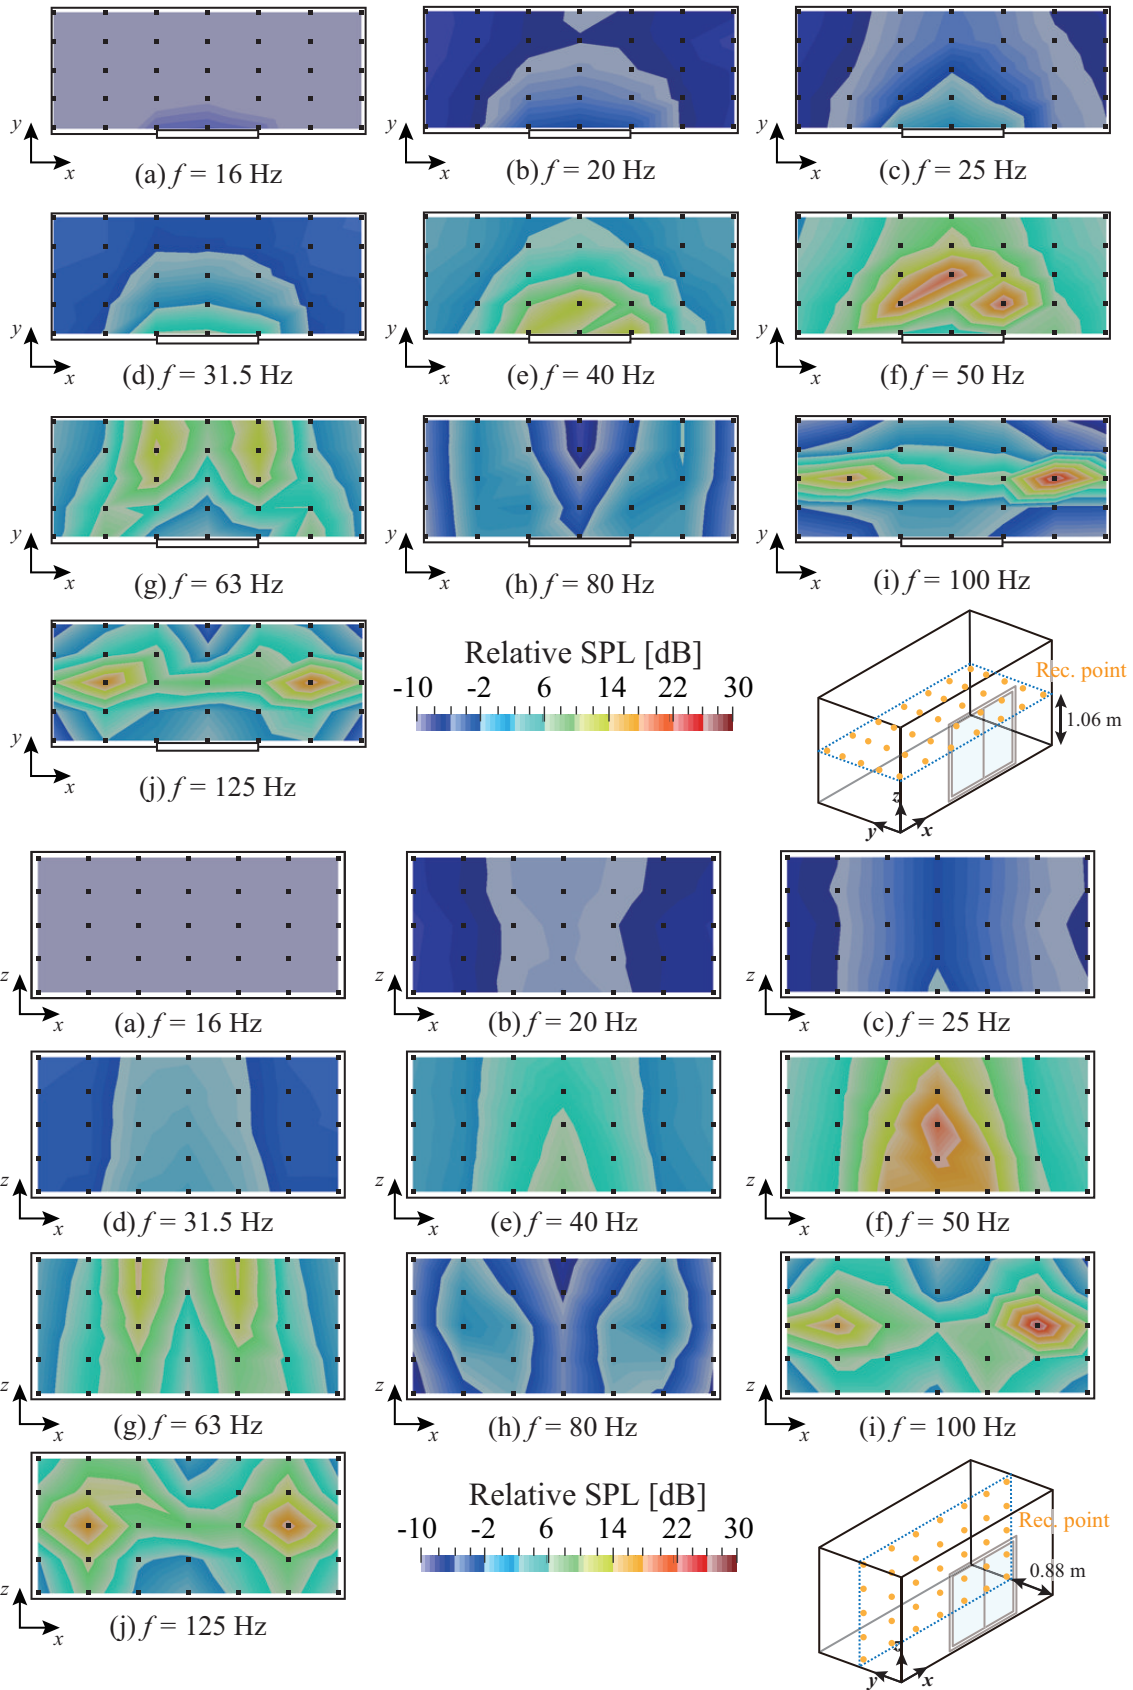 y
x
(a) f = 16 Hz
y
x
(b) f = 20 Hz
y
x
(c) f = 25 Hz
y
x
(d) f = 31.5 Hz
y
x
(e) f = 40 Hz
y
x
(f) f = 50 Hz
y
x
(g) f = 63 Hz
y
x
(h) f = 80 Hz
y
x
(i) f = 100 Hz
y
x
(j) f = 125 Hz
Relative SPL [dB]
-10 -2 6 14 22 30
Rec. point
1.06 m
z
y x
z
x
(a) f = 16 Hz
z
x
(b) f = 20 Hz
z
x
(c) f = 25 Hz
z
x
(d) f = 31.5 Hz
z
x
(e) f = 40 Hz
z
x
(f) f = 50 Hz
z
x
(g) f = 63 Hz
z
x
(h) f = 80 Hz
z
x
(i) f = 100 Hz
z
x
(j) f = 125 Hz
Relative SPL [dB]
-10 -2 6 14 22 30
Rec. point
0.88 m
z
y x